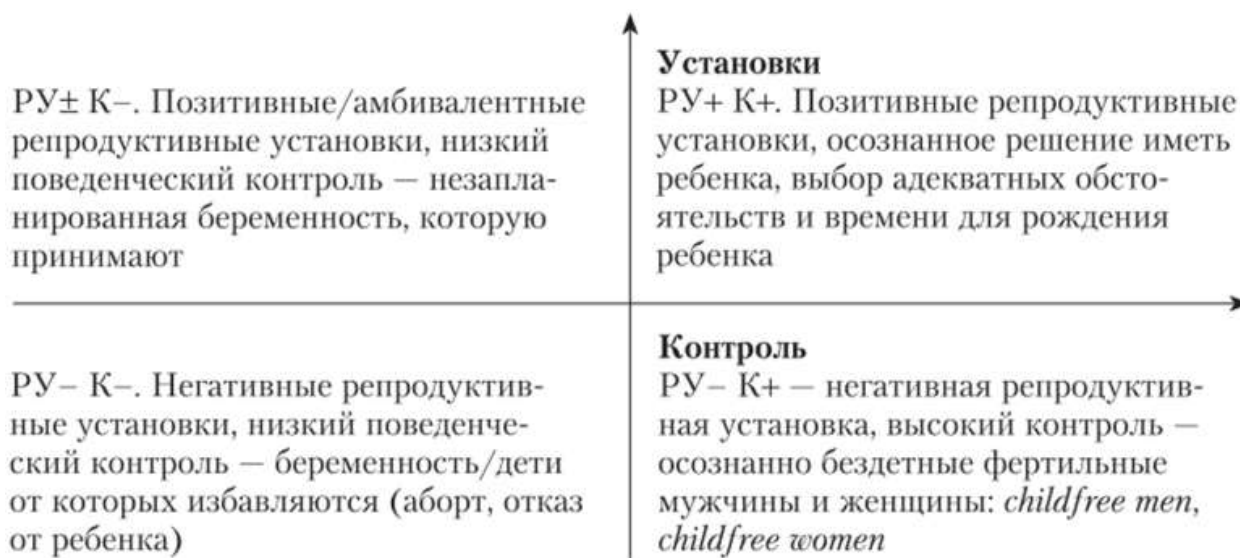 РУ± К–. Позитивные/амбивалентные
репродуктивные установки, низкий
поведенческий контроль — незапла-
нированная беременность, которую
принимают
Установки
РУ+ К+. Позитивные репродуктивные
установки, осознанное решение иметь
ребенка, выбор адекватных обсто-
ятельств и времени для рождения
ребенка
РУ– К–. Негативные репродуктив-
ные установки, низкий поведенче-
ский контроль — беременность/дети
от которых избавляются (аборт, отказ
от ребенка)
Контроль
РУ– К+ — негативная репродуктив-
ная установка, высокий контроль —
осознанно бездетные фертильные
мужчины и женщины: childfree men,
childfree women